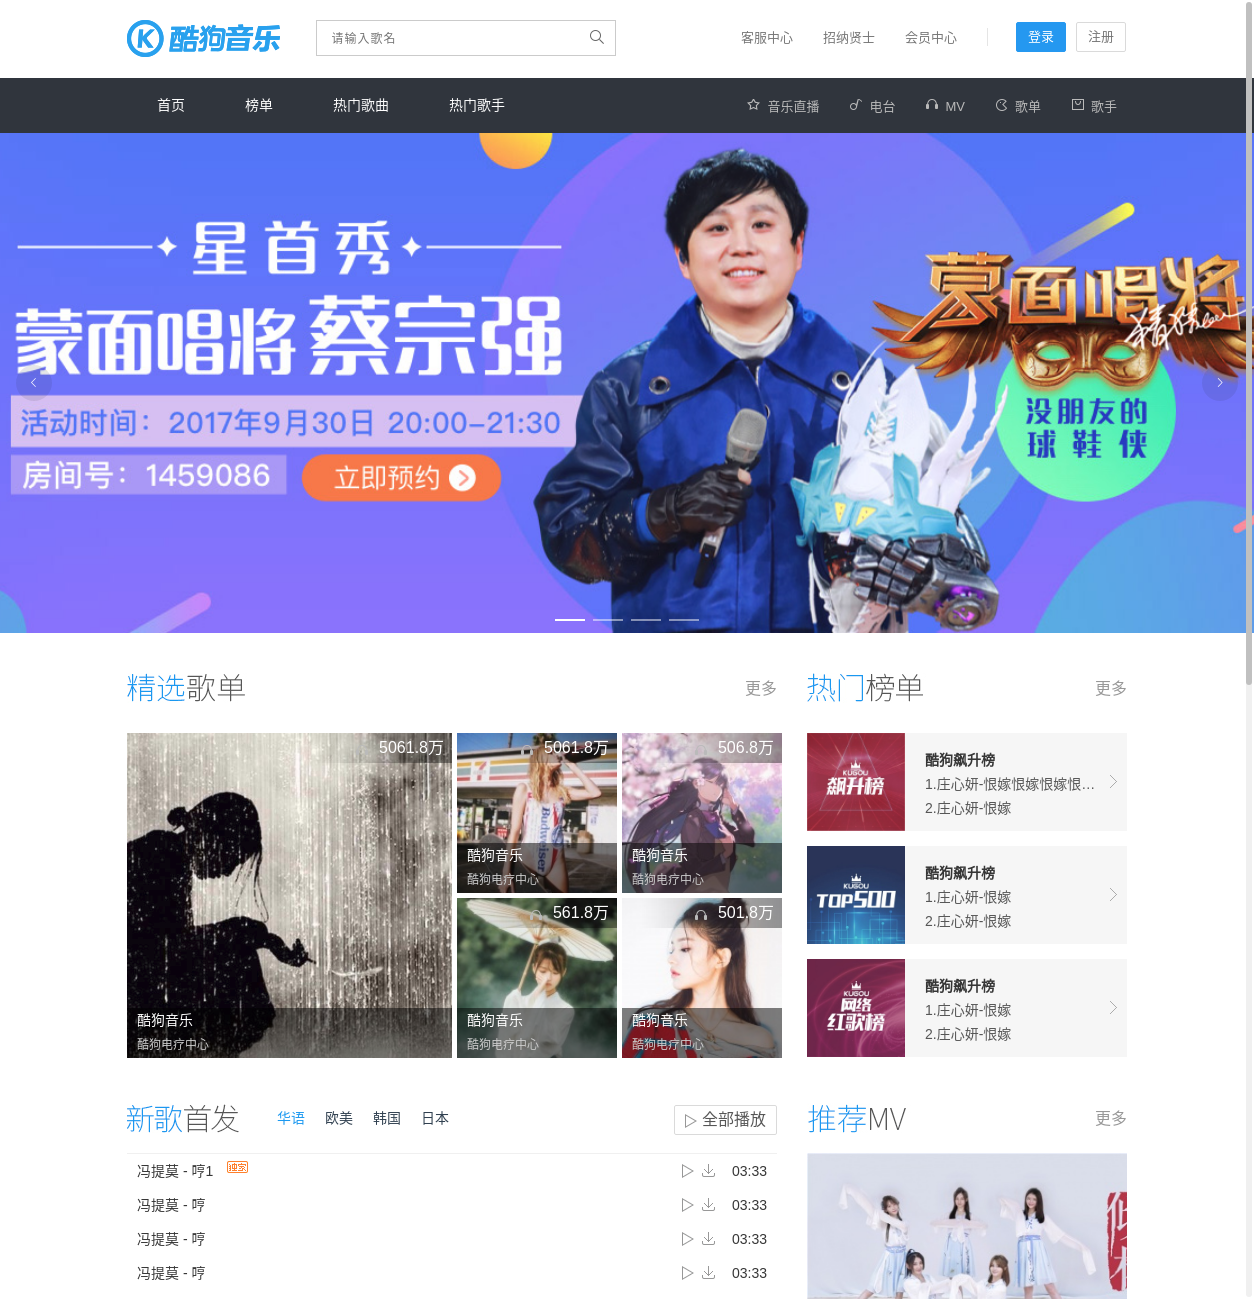 酷狗音乐
请输入歌名
客服中心 招纳贤士 会员中心 登录 注册
首页 榜单 热门歌曲 热门歌手 音乐直播 电台 MV 歌单 歌手
星首秀
蒙面唱将蔡宗强
活动时间：2017年9月30日 20:00-21:30
房间号：1459086 立即预约
蒙面唱将
没朋友的
球鞋侠
精选歌单 更多
5061.8万
酷狗音乐
酷狗电疗中心
5061.8万
Budweiser
酷狗音乐
酷狗电疗中心
506.8万
酷狗音乐
酷狗电疗中心
561.8万
酷狗音乐
酷狗电疗中心
501.8万
酷狗音乐
酷狗电疗中心
热门榜单 更多
KUGOU
飙升榜
酷狗飙升榜
1.庄心妍-恨嫁恨嫁恨嫁恨…
2.庄心妍-恨嫁
KUGOU
TOP500
酷狗飙升榜
1.庄心妍-恨嫁
2.庄心妍-恨嫁
KUGOU
网络
红歌榜
酷狗飙升榜
1.庄心妍-恨嫁
2.庄心妍-恨嫁
新歌首发 华语 欧美 韩国 日本 全部播放
冯提莫 - 哼1 独家 03:33
冯提莫 - 哼 03:33
冯提莫 - 哼 03:33
冯提莫 - 哼 03:33
推荐MV 更多